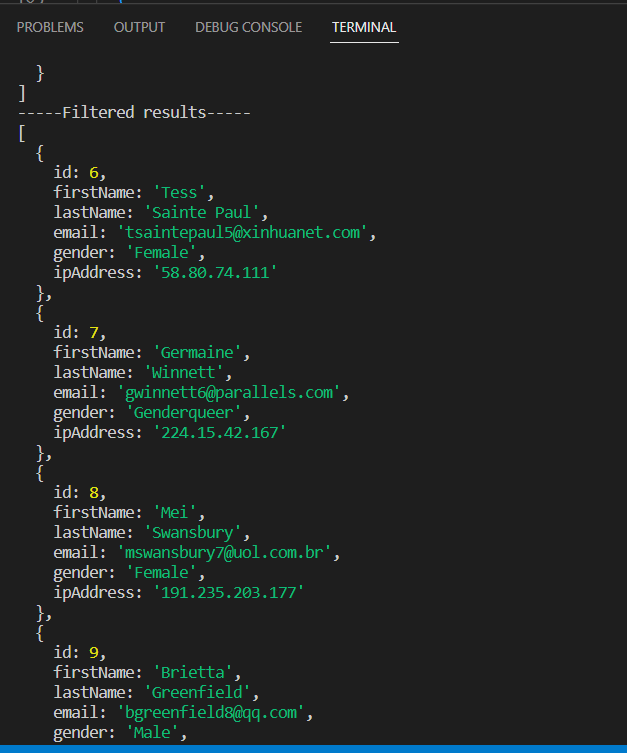 PROBLEMS OUTPUT DEBUG CONSOLE TERMINAL
}
]
-----Filtered results-----
[
{
id: 6,
firstName: 'Tess',
lastName: 'Sainte Paul',
email: 'tsaintepaul5@xinhuanet.com',
gender: 'Female',
ipAddress: '58.80.74.111'
},
{
id: 7,
firstName: 'Germaine',
lastName: 'Winnett',
email: 'gwinnett6@parallels.com',
gender: 'Genderqueer',
ipAddress: '224.15.42.167'
},
{
id: 8,
firstName: 'Mei',
lastName: 'Swansbury',
email: 'mswansbury7@uol.com.br',
gender: 'Female',
ipAddress: '191.235.203.177'
},
{
id: 9,
firstName: 'Brietta',
lastName: 'Greenfield',
email: 'bgreenfield8@qq.com',
gender: 'Male',